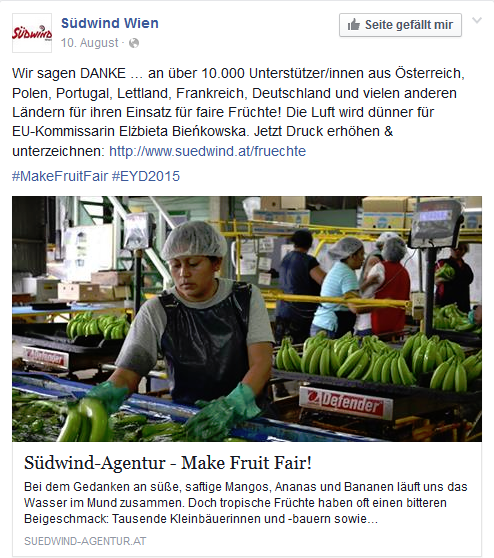 SÜDWIND
Südwind Wien
Seite gefällt mir
10. August ·
Wir sagen DANKE … an über 10.000 Unterstützer/innen aus Österreich,
Polen, Portugal, Lettland, Frankreich, Deutschland und vielen anderen
Ländern für ihren Einsatz für faire Früchte! Die Luft wird dünner für
EU-Kommissarin Elżbieta Bieńkowska. Jetzt Druck erhöhen &
unterzeichnen: http://www.suedwind.at/fruechte
#MakeFruitFair #EYD2015
Defender
Defender
Südwind-Agentur - Make Fruit Fair!
Bei dem Gedanken an süße, saftige Mangos, Ananas und Bananen läuft uns das
Wasser im Mund zusammen. Doch tropische Früchte haben oft einen bitteren
Beigeschmack: Tausende Kleinbäuerinnen und -bauern sowie…
SUEDWIND-AGENTUR.AT